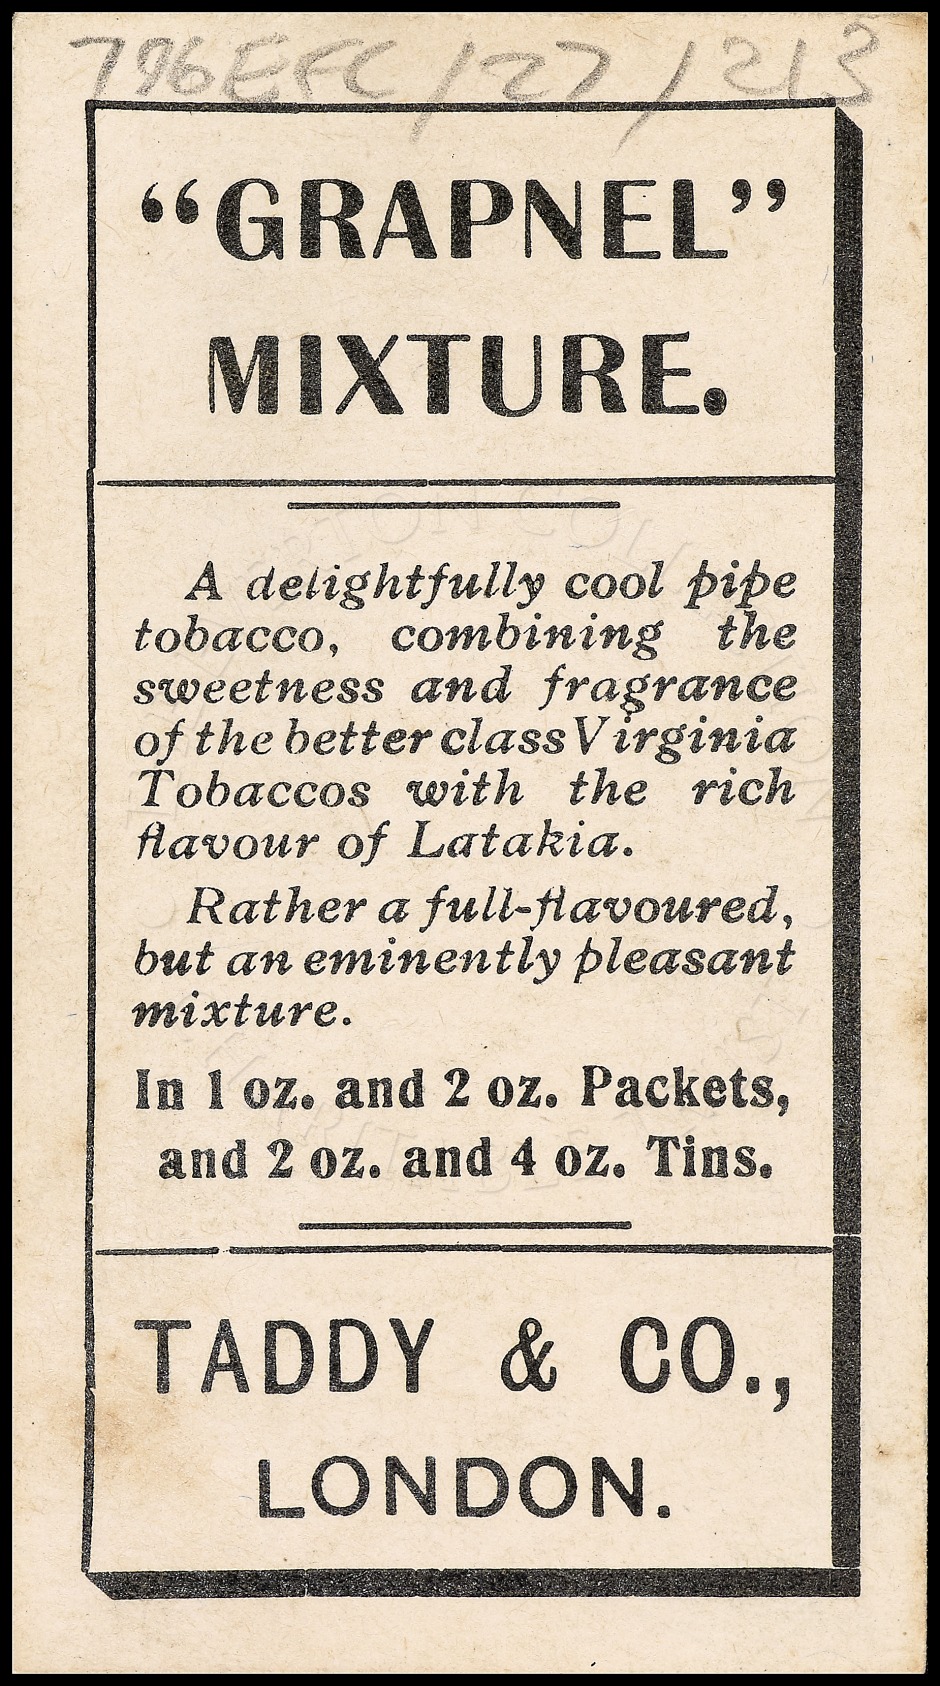 796EFC/27/213
“GRAPNEL”
MIXTURE.
A delightfully cool pipe
tobacco, combining the
sweetness and fragrance
of the better class Virginia
Tobaccos with the rich
flavour of Latakia.
Rather a full-flavoured,
but an eminently pleasant
mixture.
In 1 oz. and 2 oz. Packets,
and 2 oz. and 4 oz. Tins.
TADDY & CO.,
LONDON.